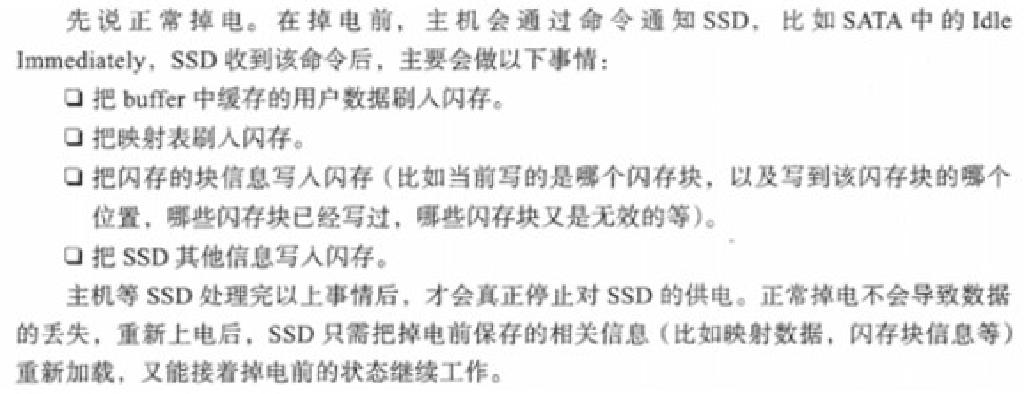 先说正常掉电。在掉电前，主机会通过命令通知SSD，比如SATA中的Idle
Immediately，SSD收到该命令后，主要会做以下事情：
❑ 把buffer中缓存的用户数据刷入闪存。
❑ 把映射表刷入闪存。
❑ 把闪存的块信息写入闪存（比如当前写的是哪个闪存块，以及写到该闪存块的哪个
位置，哪些闪存块已经写过，哪些闪存块又是无效的等）。
❑ 把SSD其他信息写入闪存。
主机等SSD处理完以上事情后，才会真正停止对SSD的供电。正常掉电不会导致数据
的丢失，重新上电后，SSD只需把掉电前保存的相关信息（比如映射数据，闪存块信息等）
重新加载，又能接着掉电前的状态继续工作。